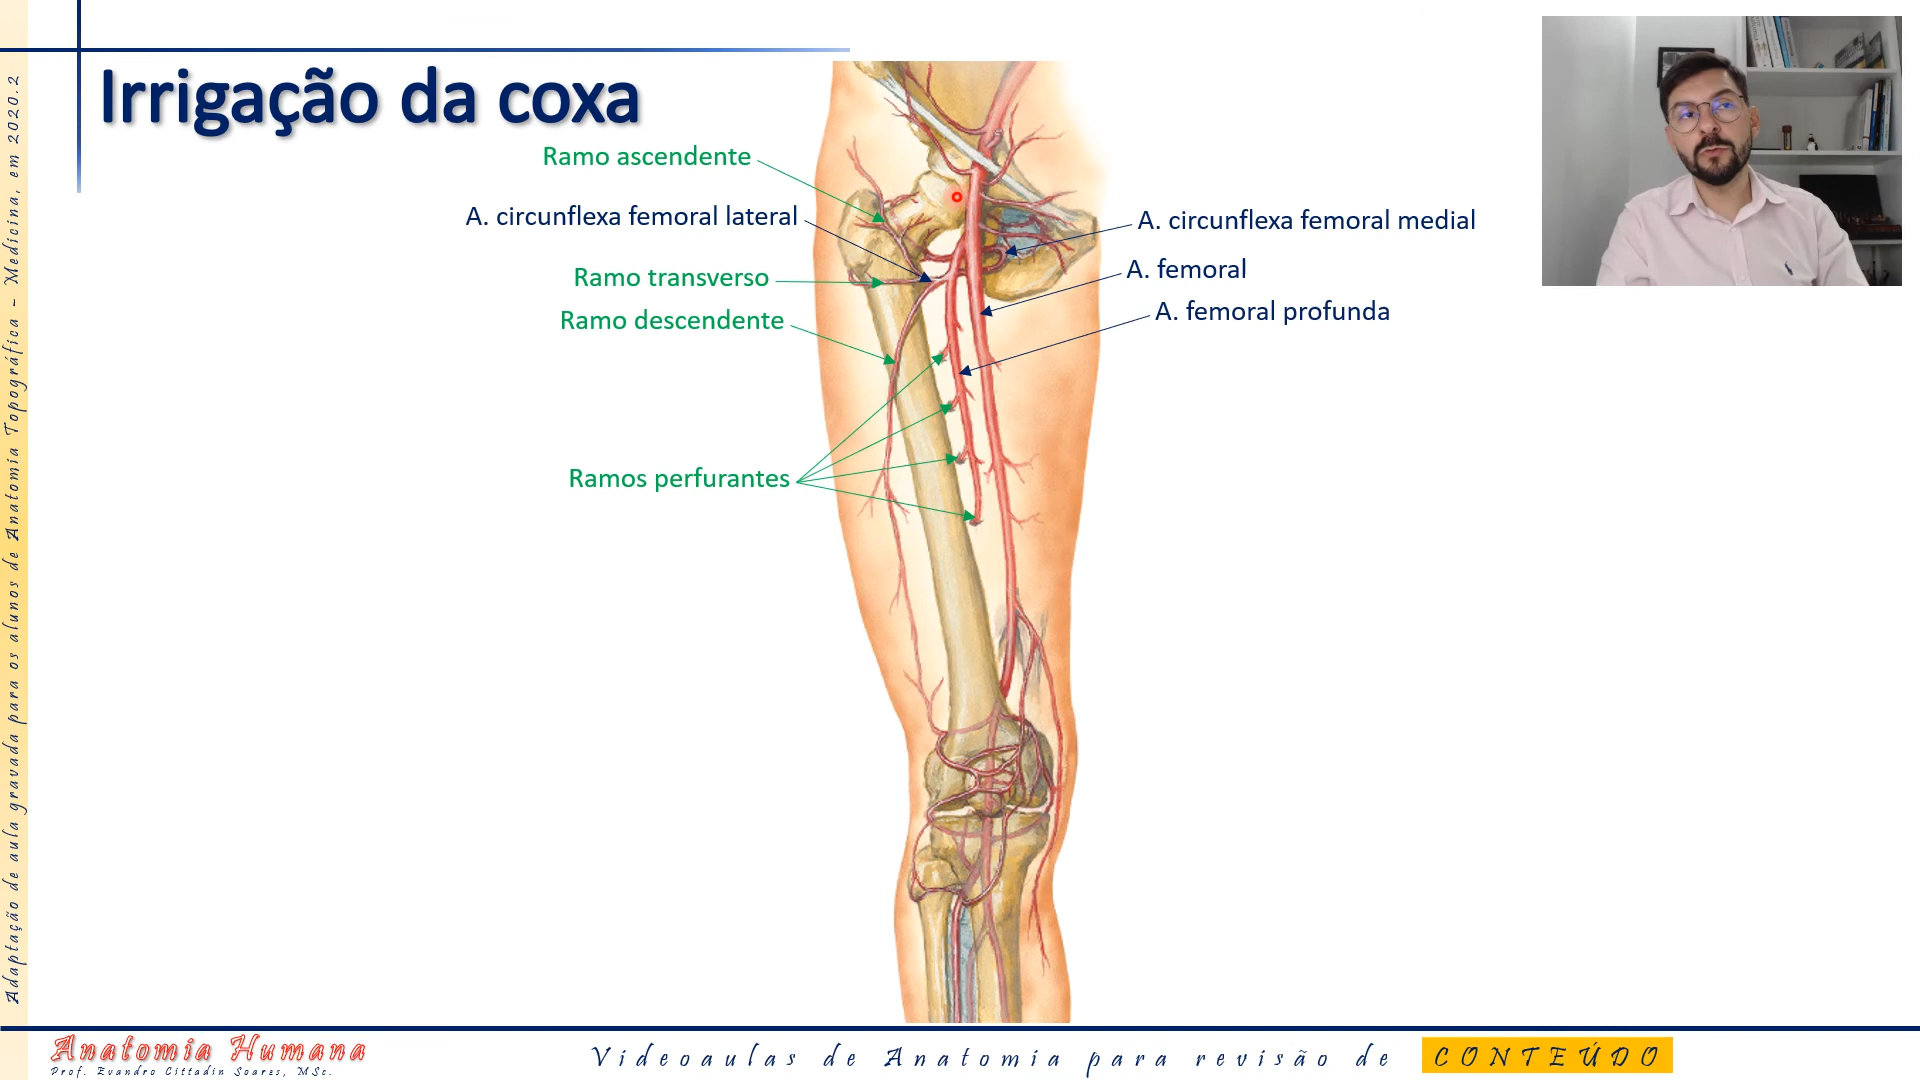 Irrigação da coxa
Ramo ascendente
A. circunflexa femoral lateral
Ramo transverso
Ramo descendente
Ramos perfurantes
A. circunflexa femoral medial
A. femoral
A. femoral profunda
Adaptação de aula gravada para os alunos de Anatomia Topográfica – Medicina, em 2020.2
Anatomia Humana
Prof. Evandro Cittadin Soares, MSc.
Videoaulas de Anatomia para revisão de CONTEÚDO